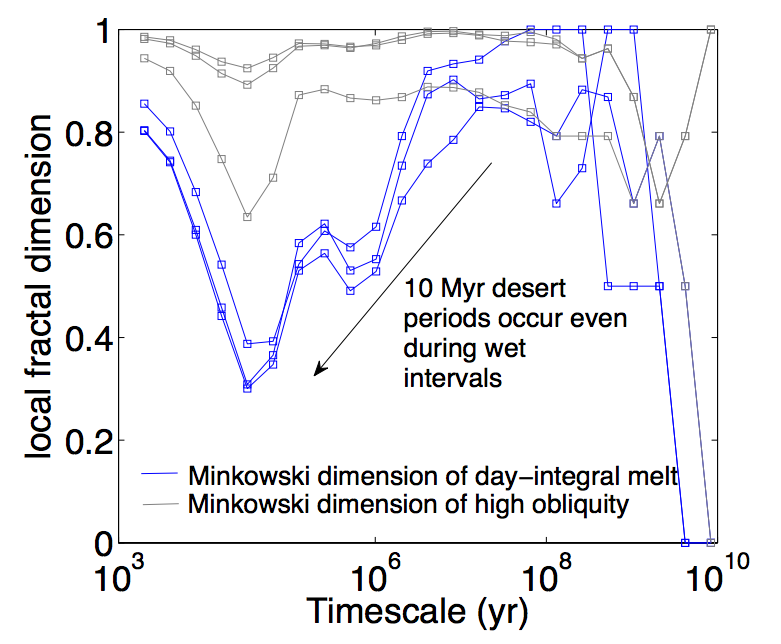 1
0.8
0.6
0.4
0.2
0
local fractal dimension
10 Myr desert
periods occur even
during wet
intervals
Minkowski dimension of day−integral melt
Minkowski dimension of high obliquity
10^3
10^6
10^8
10^10
Timescale (yr)